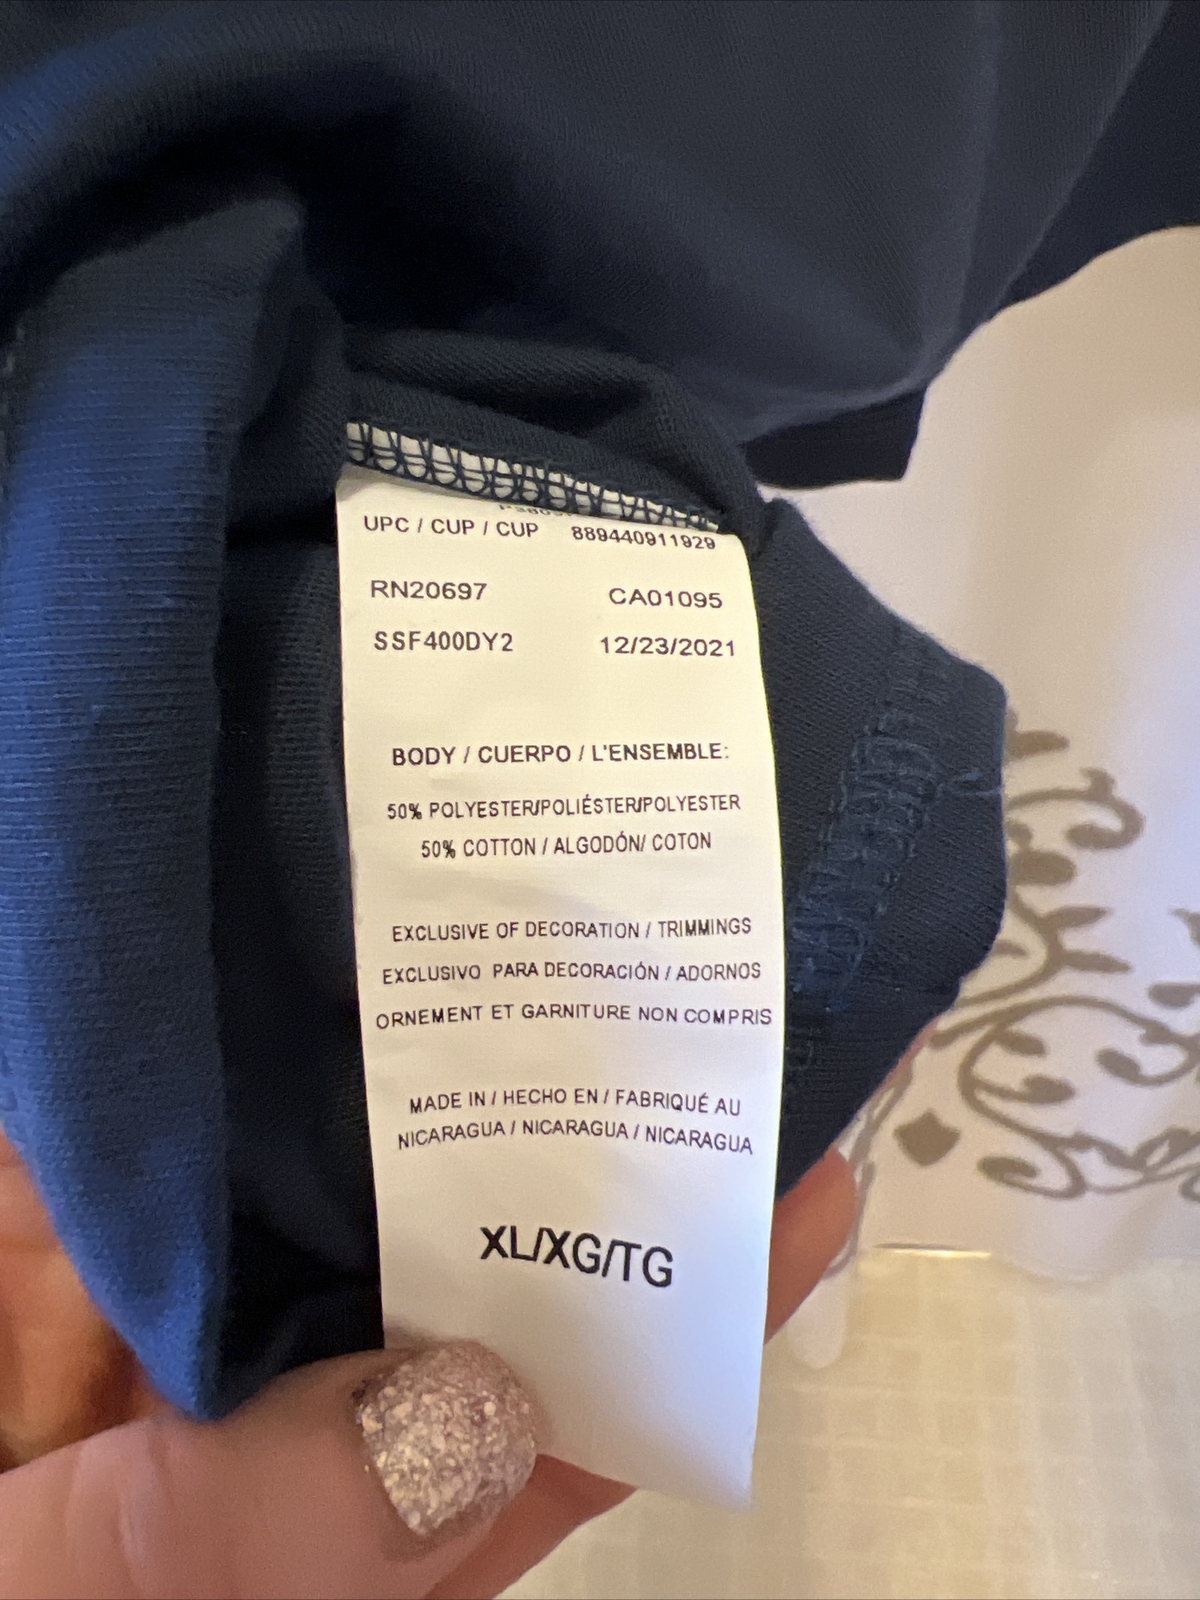 UPC / CUP / CUP 889440911929
RN20697 CA01095
SSF400DY2 12/23/2021
BODY / CUERPO / L'ENSEMBLE:
50% POLYESTER/POLIÉSTER/POLYESTER
50% COTTON / ALGODÓN/ COTON
EXCLUSIVE OF DECORATION / TRIMMINGS
EXCLUSIVO PARA DECORACIÓN / ADORNOS
ORNEMENT ET GARNITURE NON COMPRIS
MADE IN / HECHO EN / FABRIQUÉ AU
NICARAGUA / NICARAGUA / NICARAGUA
XL/XG/TG